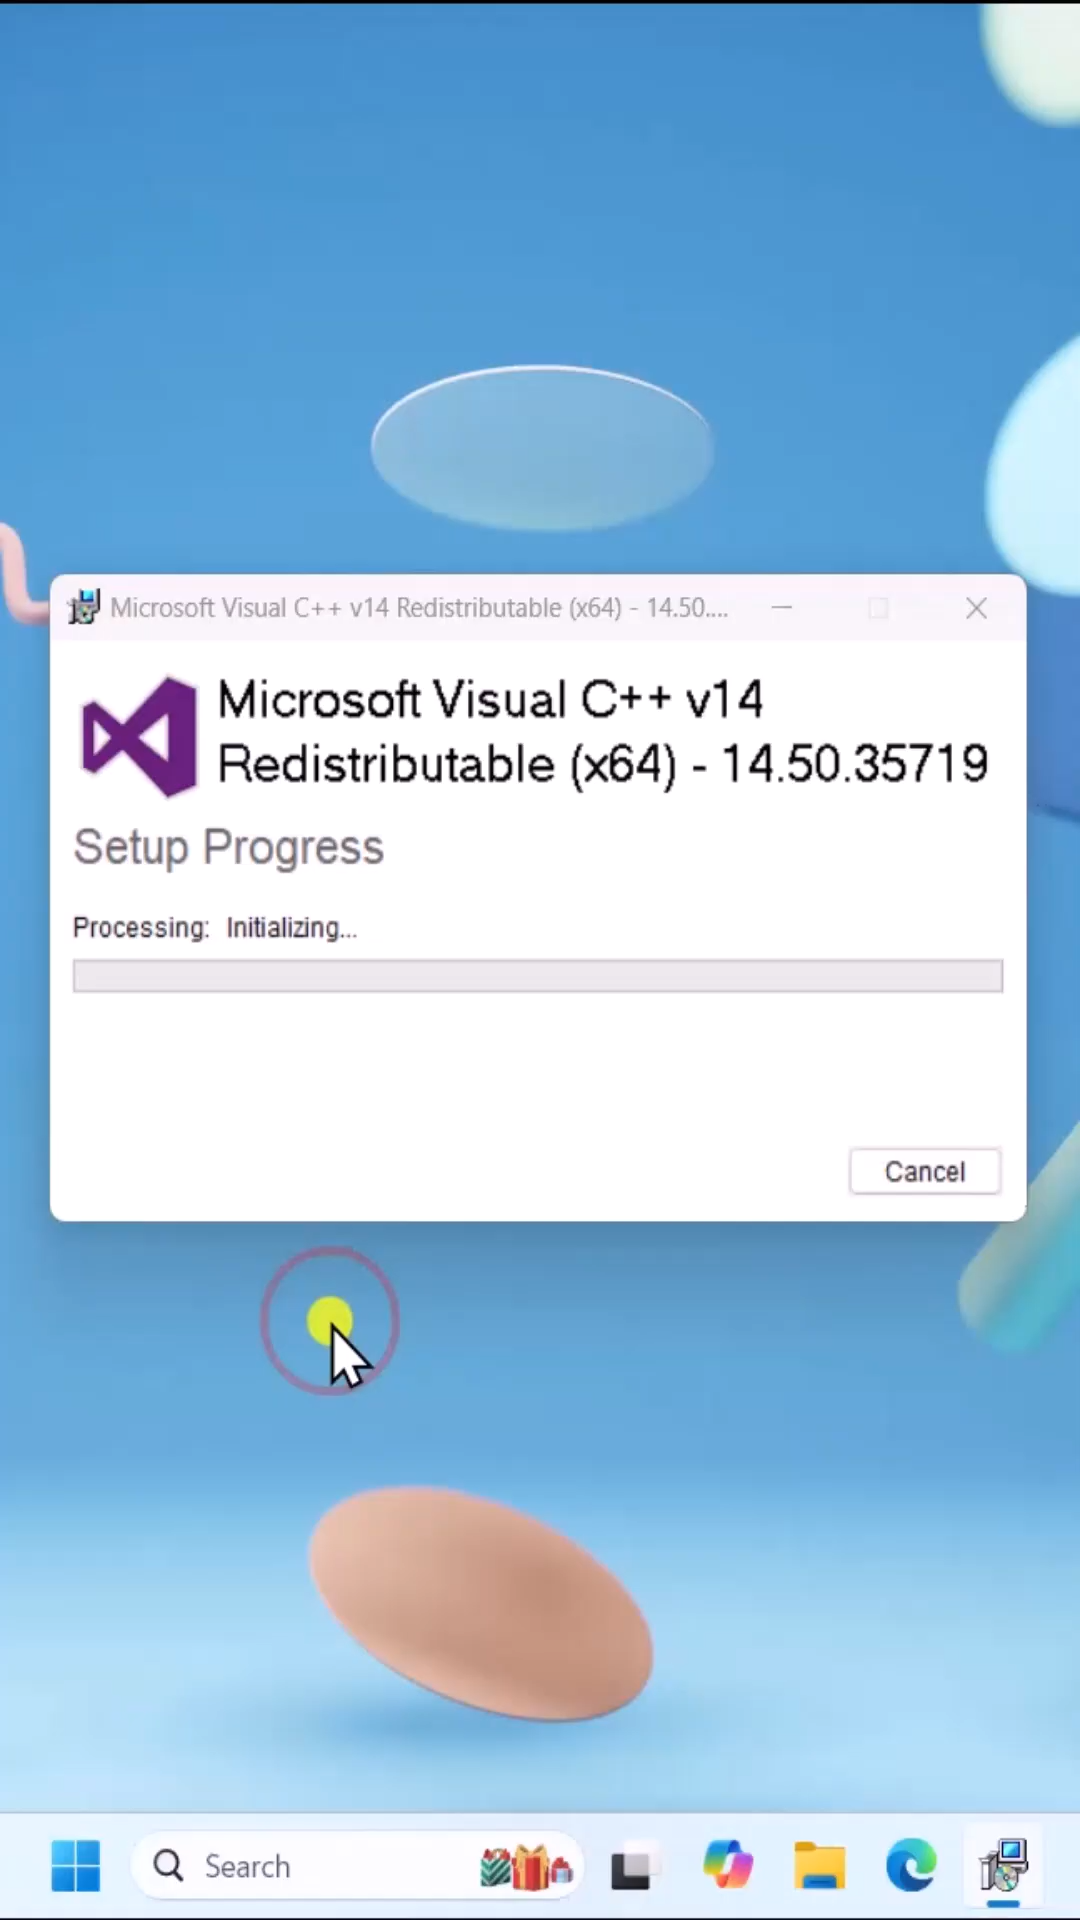 Microsoft Visual C++ v14 Redistributable (x64) - 14.50....
Microsoft Visual C++ v14
Redistributable (x64) - 14.50.35719
Setup Progress
Processing: Initializing...
Cancel
Search